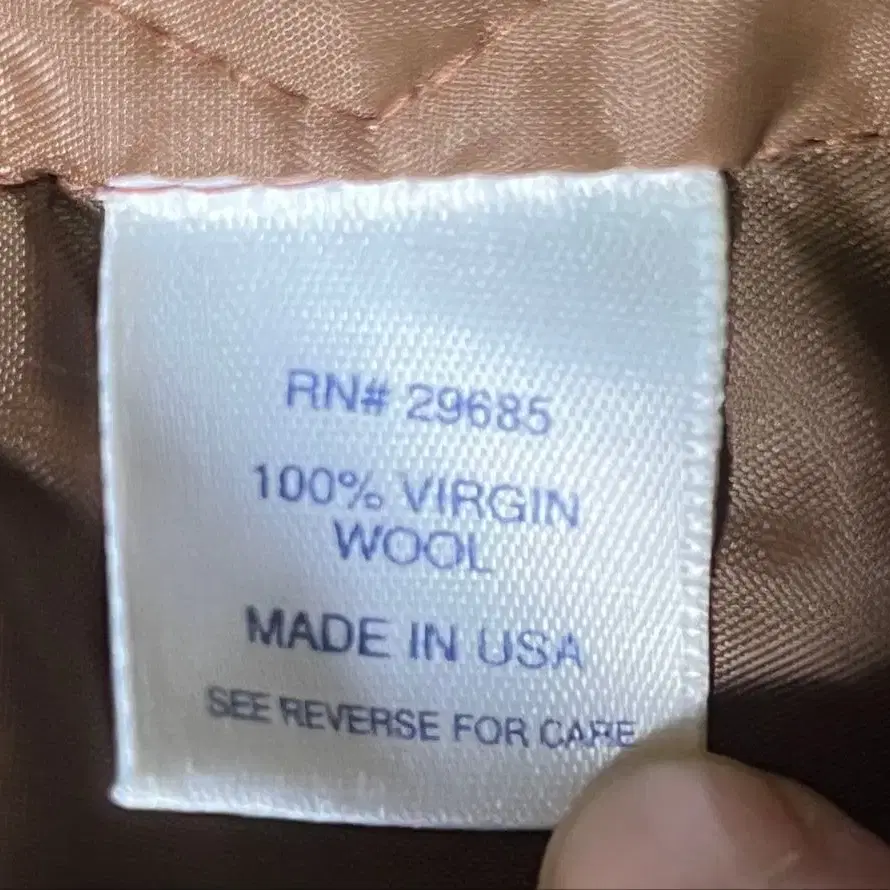 RN# 29685
100% VIRGIN
WOOL
MADE IN USA
SEE REVERSE FOR CARE